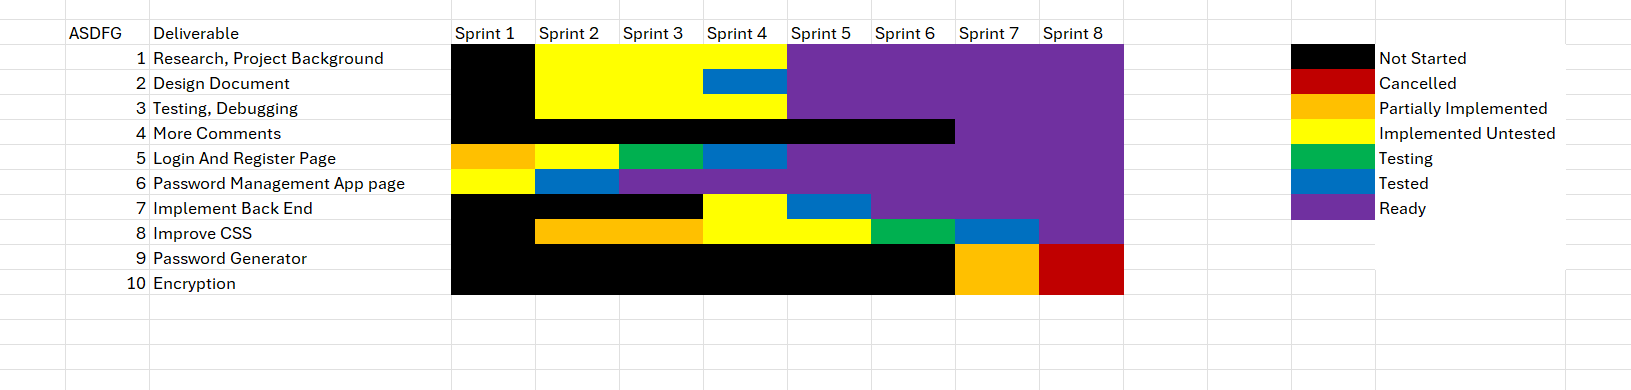 ASDFG Deliverable Sprint 1 Sprint 2 Sprint 3 Sprint 4 Sprint 5 Sprint 6 Sprint 7 Sprint 8
1 Research, Project Background Not Started
2 Design Document Cancelled
3 Testing, Debugging Partially Implemented
4 More Comments Implemented Untested
5 Login And Register Page Testing
6 Password Management App page Tested
7 Implement Back End Ready
8 Improve CSS
9 Password Generator
10 Encryption